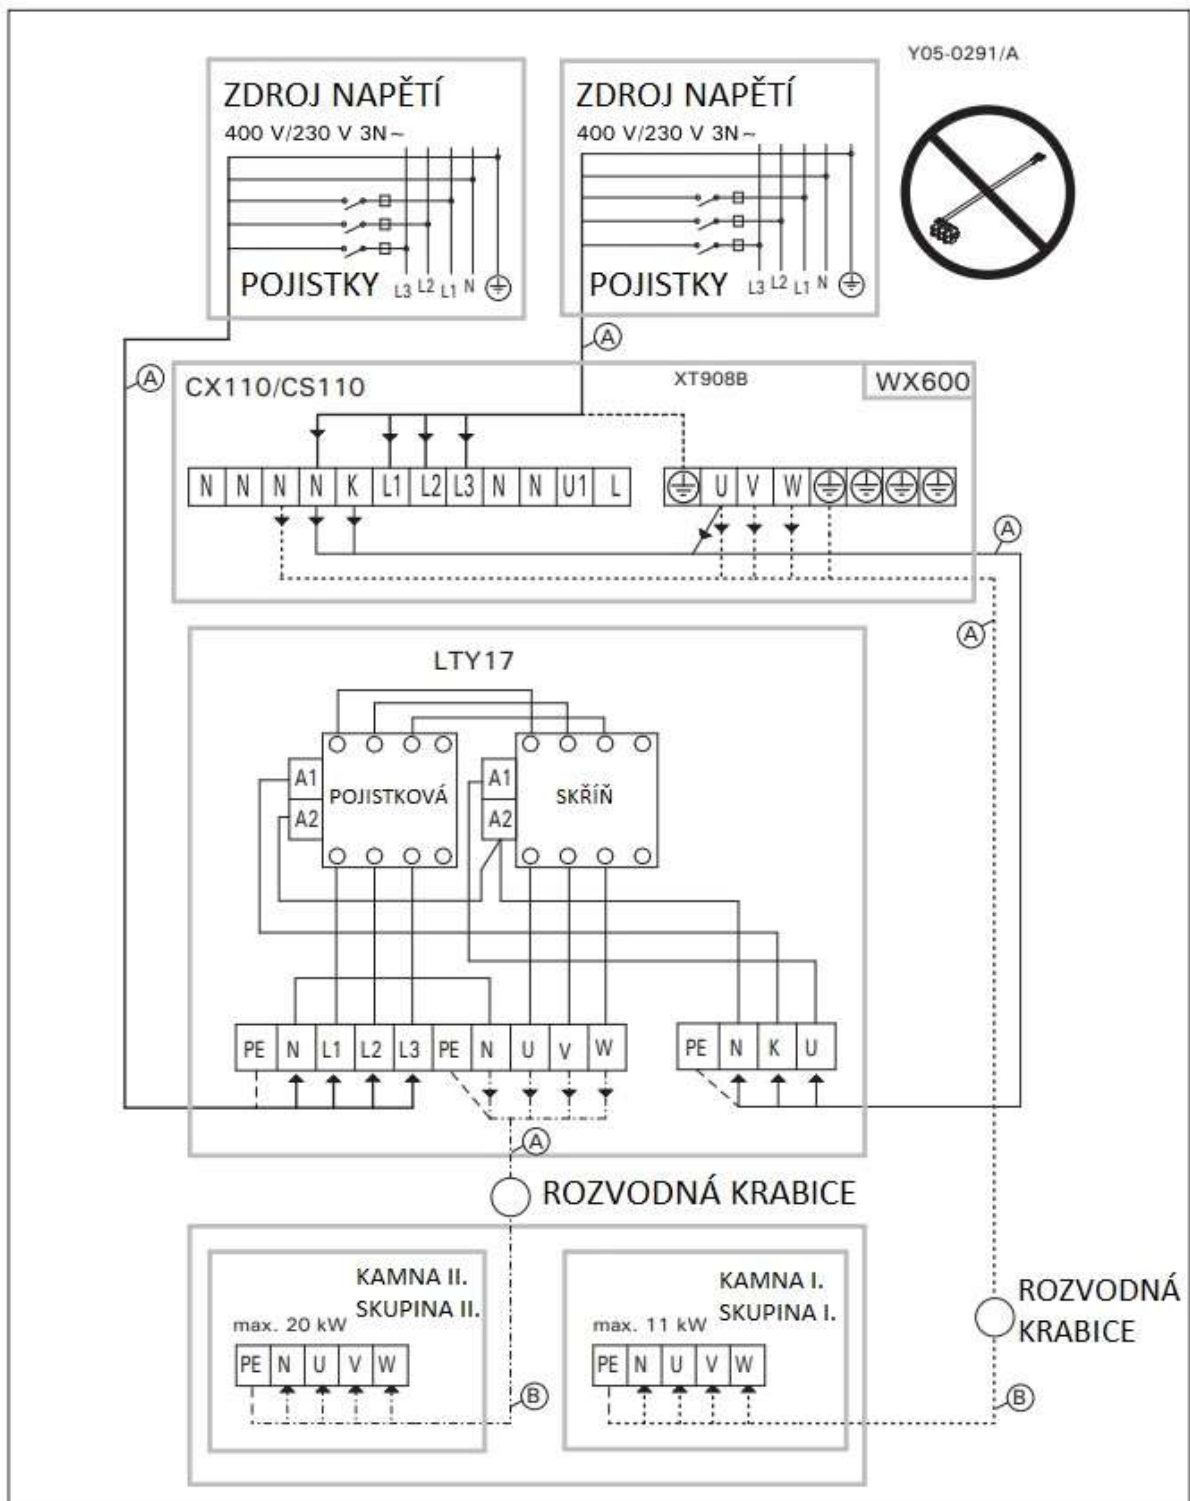 Y05-0291/A
ZDROJ NAPĚTÍ
400 V/230 V 3N~
POJISTKY
L3 L2 L1 N
ZDROJ NAPĚTÍ
400 V/230 V 3N~
POJISTKY
L3 L2 L1 N
A
A
CX110/CS110
XT908B
WX600
N N N N K L1 L2 L3 N N U1 L
U V W
A
A
LTY17
A1
POJISTKOVÁ
A2
A1
SKŘÍŇ
A2
PE N L1 L2 L3 PE N U V W
PE N K U
A
ROZVODNÁ KRABICE
KAMNA II.
SKUPINA II.
max. 20 kW
PE N U V W
B
KAMNA I.
SKUPINA I.
max. 11 kW
PE N U V W
ROZVODNÁ
KRABICE
B